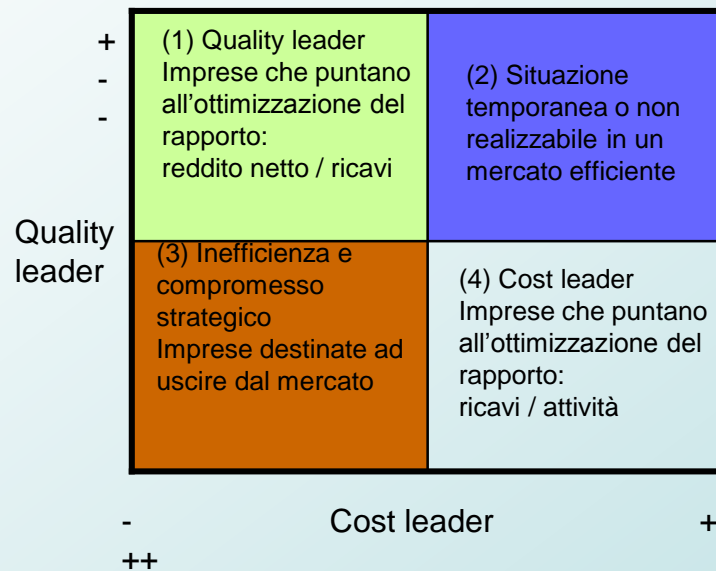 +
-
-
(1) Quality leader
Imprese che puntano
all'ottimizzazione del
rapporto:
reddito netto / ricavi
(2) Situazione
temporanea o non
realizzabile in un
mercato efficiente
Quality
leader
(3) Inefficienza e
compromesso
strategico
Imprese destinate ad
uscire dal mercato
(4) Cost leader
Imprese che puntano
all'ottimizzazione del
rapporto:
ricavi / attività
- Cost leader +
++